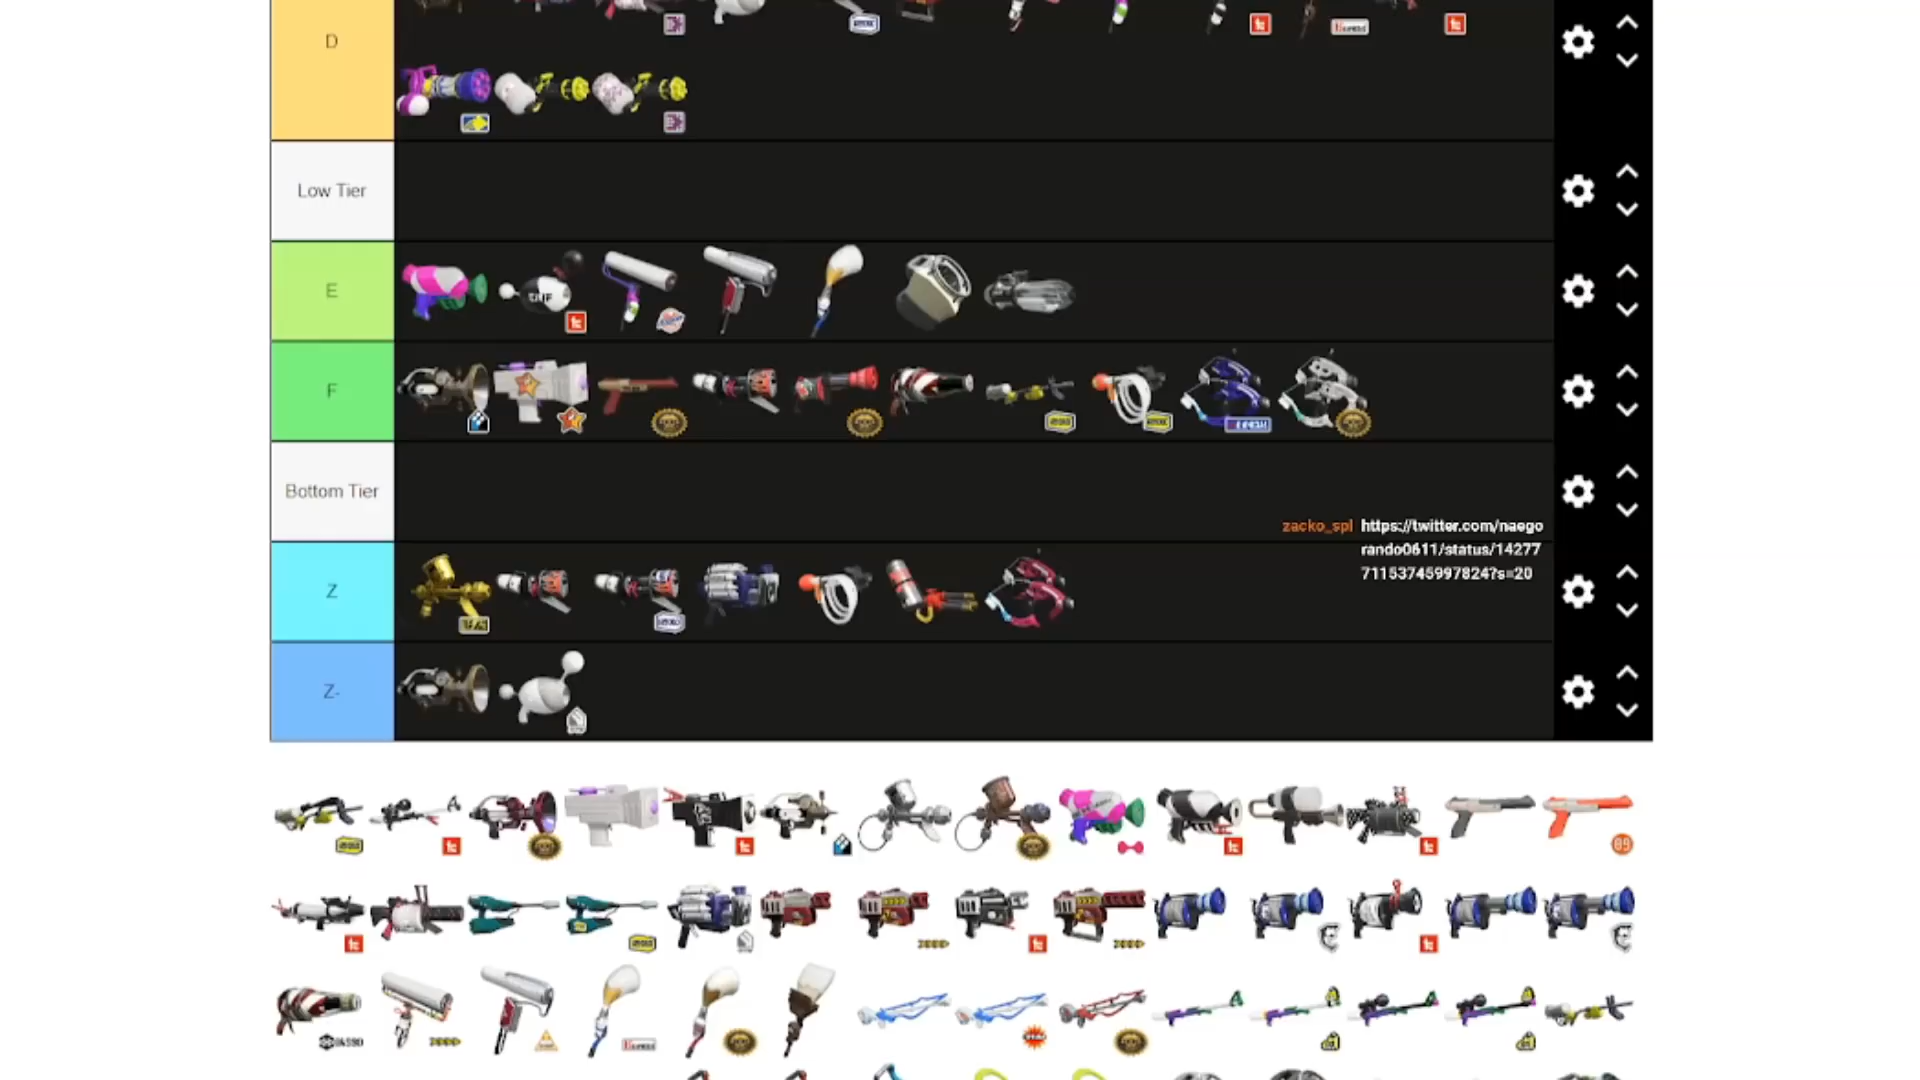 D
Low Tier
E
F
Bottom Tier
zacko_spl https://twitter.com/naego
rando0611/status/14277
71153745997824?s=20
Z
Z-